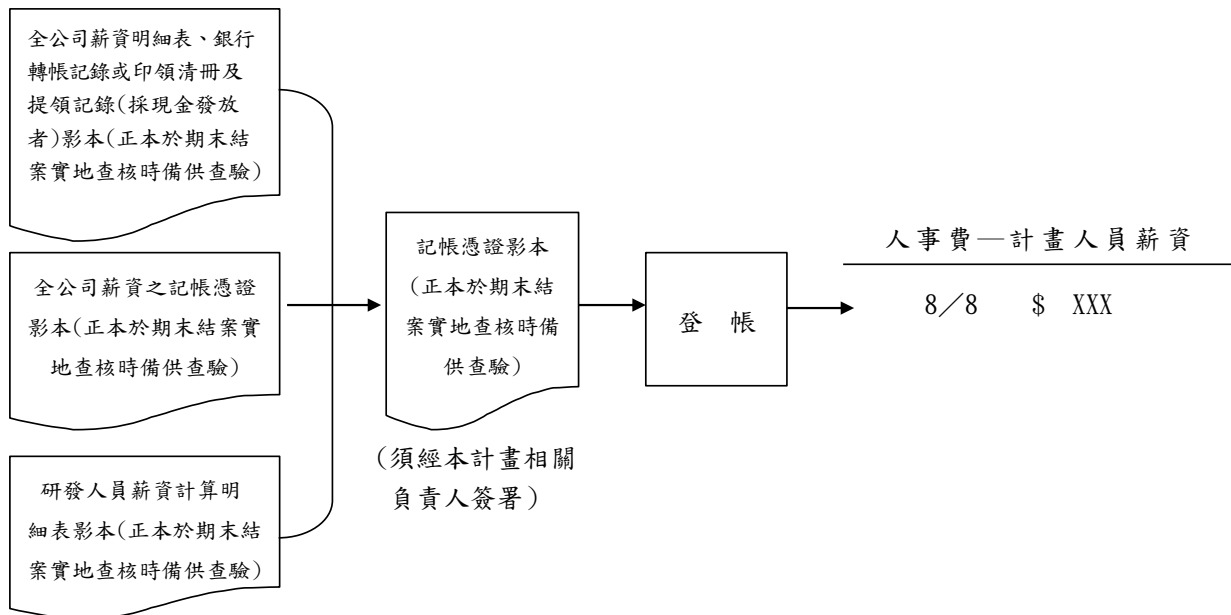 全公司薪資明細表、銀行
轉帳記錄或印領清冊及
提領記錄(採現金發放
者)影本(正本於期末結
案實地查核時備供查驗)
全公司薪資之記帳憑證
影本(正本於期末結案實
地查核時備供查驗)
研發人員薪資計算明
細表影本(正本於期末結
案實地查核時備供查驗)
記帳憑證影本
(正本於期末結
案實地查核時備
供查驗)
(須經本計畫相關
負責人簽署)
登 帳
人事費—計畫人員薪資
8/8 $ XXX